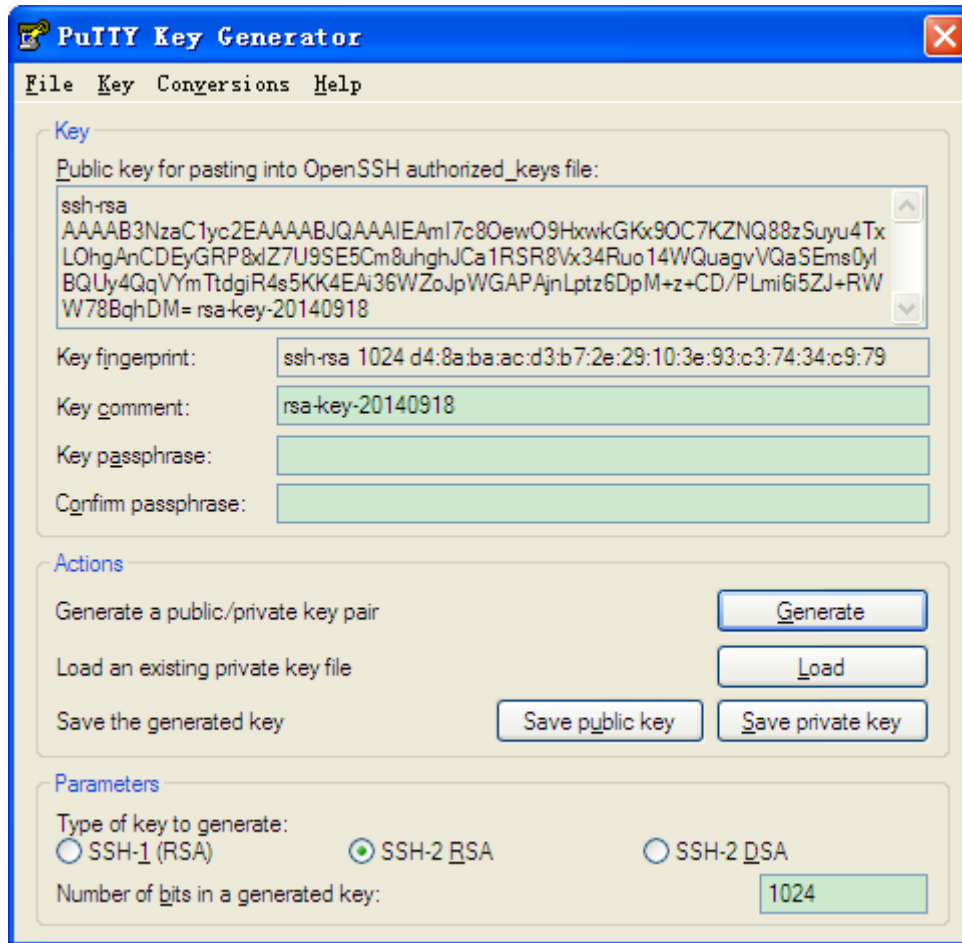 PuTTY Key Generator
File Key Conversions Help
Key
Public key for pasting into OpenSSH authorized_keys file:
ssh-rsa
AAAAB3NzaC1yc2EAAAABJQAAAIEAmI7c8OewO9HxwkGKx9OC7KZNQ88zSuyu4Tx
LOhgAnCDEyGRP8xIZ7U9SE5Cm8uhghJCa1RSR8Vx34Ruo14WQuagvVQaSEms0yI
BQUy4QqVYmTtdgiR4s5KK4EAi36WZoJpWGAPAjnLptz6DpM+z+CD/PLmi6i5ZJ+RW
W78BqhDM= rsa-key-20140918
Key fingerprint: ssh-rsa 1024 d4:8a:ba:ac:d3:b7:2e:29:10:3e:93:c3:74:34:c9:79
Key comment: rsa-key-20140918
Key passphrase:
Confirm passphrase:
Actions
Generate a public/private key pair Generate
Load an existing private key file Load
Save the generated key Save public key Save private key
Parameters
Type of key to generate:
SSH-1 (RSA) SSH-2 RSA SSH-2 DSA
Number of bits in a generated key: 1024